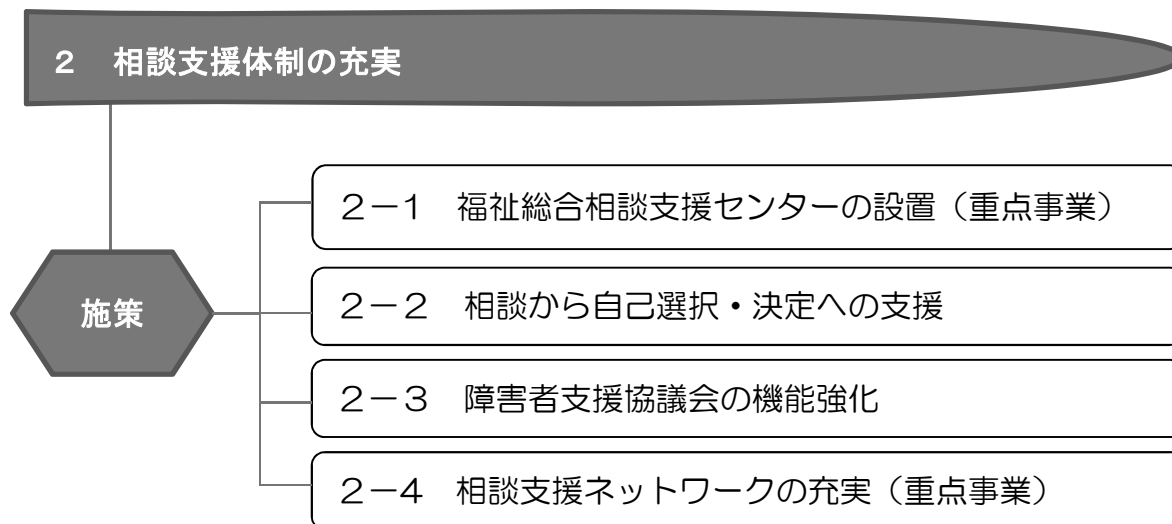 ２　相談支援体制の充実
施策
２－１　福祉総合相談支援センターの設置（重点事業）
２－２　相談から自己選択・決定への支援
２－３　障害者支援協議会の機能強化
２－４　相談支援ネットワークの充実（重点事業）